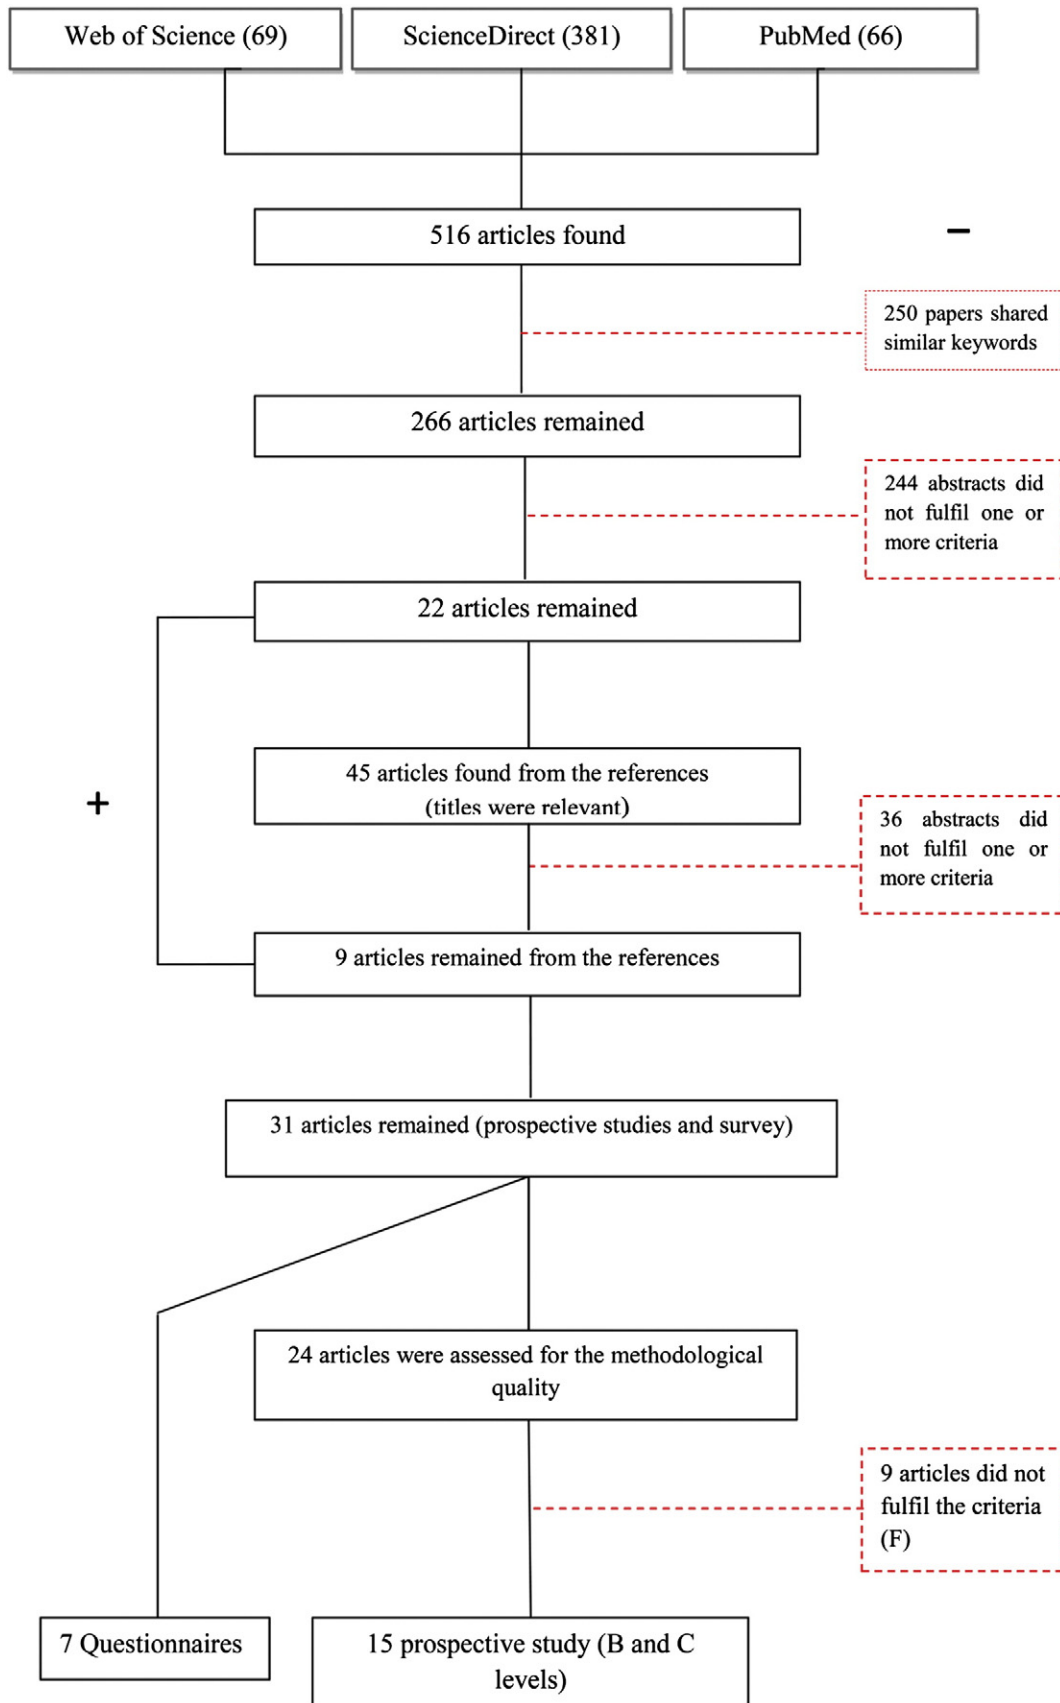 Web of Science (69)
ScienceDirect (381)
PubMed (66)
516 articles found
−
250 papers shared
similar keywords
266 articles remained
244 abstracts did
not fulfil one or
more criteria
22 articles remained
45 articles found from the references
(titles were relevant)
+
36 abstracts did
not fulfil one or
more criteria
9 articles remained from the references
31 articles remained (prospective studies and survey)
24 articles were assessed for the methodological
quality
9 articles did not
fulfil the criteria
(F)
7 Questionnaires
15 prospective study (B and C
levels)